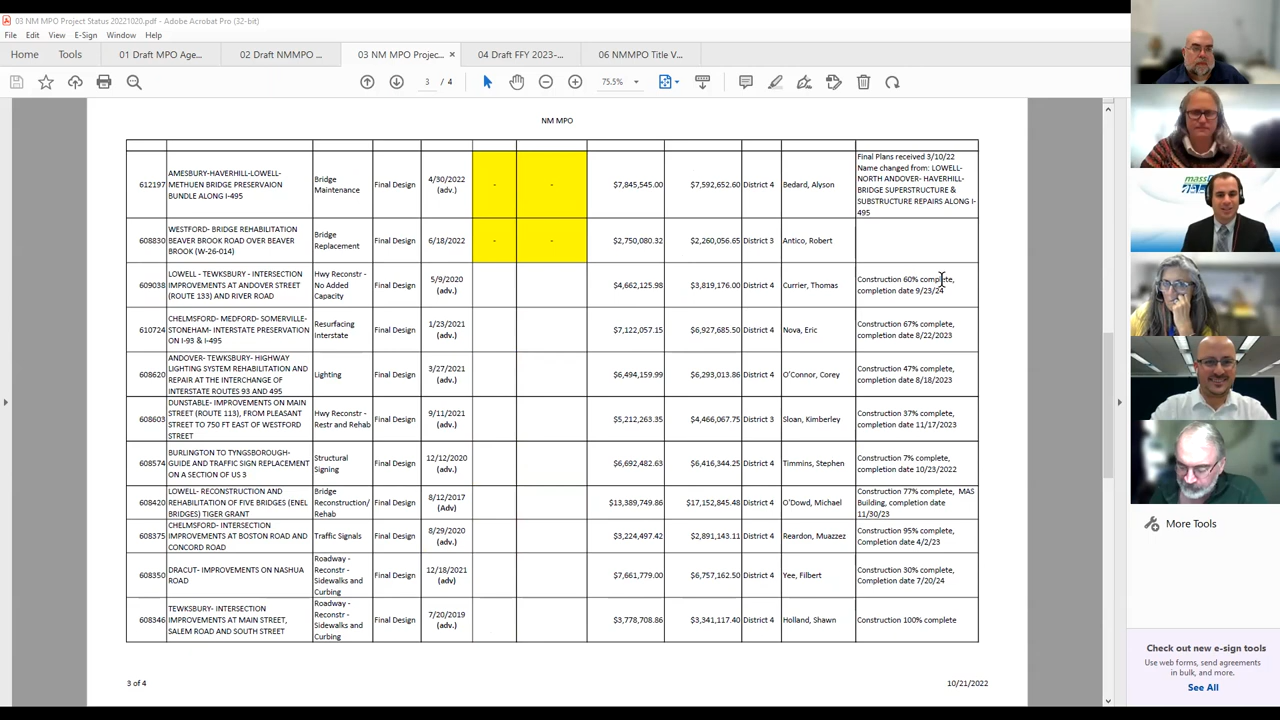 03 NM MPO Project Status 20221020.pdf - Adobe Acrobat Pro (32-bit)
File Edit View E-Sign Window Help
Home Tools 01 Draft MPO Age... 02 Draft NMMPO ... 03 NM MPO Projec... × 04 Draft FFY 2023-... 06 NMMPO Title V...
3 / 4 75.5%
NM MPO
612197 AMESBURY-HAVERHILL-LOWELL-
METHUEN BRIDGE PRESERVAION
BUNDLE ALONG I-495
Bridge
Maintenance
Final Design
4/30/2022
(adv.)
- - $7,845,545.00 $7,592,652.60 District 4 Bedard, Alyson
Final Plans received 3/10/22
Name changed from: LOWELL-
NORTH ANDOVER- HAVERHILL-
BRIDGE SUPERSTRUCTURE &
SUBSTRUCTURE REPAIRS ALONG I-
495
608830 WESTFORD- BRIDGE REHABILITATION
BEAVER BROOK ROAD OVER BEAVER
BROOK (W-26-014)
Bridge
Replacement
Final Design 6/18/2022 - - $2,750,080.32 $2,260,056.65 District 3 Antico, Robert
609038 LOWELL - TEWKSBURY - INTERSECTION
IMPROVEMENTS AT ANDOVER STREET
(ROUTE 133) AND RIVER ROAD
Hwy Reconstr -
No Added
Capacity
Final Design
5/9/2020
(adv.)
$4,662,125.98 $3,819,176.00 District 4 Currier, Thomas
Construction 60% complete,
completion date 9/23/24
610724 CHELMSFORD- MEDFORD- SOMERVILLE-
STONEHAM- INTERSTATE PRESERVATION
ON I-93 & I-495
Resurfacing
Interstate
Final Design
1/23/2021
(adv.)
$7,122,057.15 $6,927,685.50 District 4 Nova, Eric
Construction 67% complete,
completion date 8/22/2023
608620 ANDOVER- TEWKSBURY- HIGHWAY
LIGHTING SYSTEM REHABILITATION AND
REPAIR AT THE INTERCHANGE OF
INTERSTATE ROUTES 93 AND 495
Lighting
Final Design
3/27/2021
(adv.)
$6,494,159.99 $6,293,013.86 District 4 O'Connor, Corey
Construction 47% complete,
completion date 8/18/2023
608603 DUNSTABLE- IMPROVEMENTS ON MAIN
STREET (ROUTE 113), FROM PLEASANT
STREET TO 750 FT EAST OF WESTFORD
STREET
Hwy Reconstr -
Restr and Rehab
Final Design
9/11/2021
(adv.)
$5,212,263.35 $4,466,067.75 District 3 Sloan, Kimberley
Construction 37% complete,
completion date 11/17/2023
608574 BURLINGTON TO TYNGSBOROUGH-
GUIDE AND TRAFFIC SIGN REPLACEMENT
ON A SECTION OF US 3
Structural
Signing
Final Design
12/12/2020
(adv.)
$6,692,482.63 $6,416,344.25 District 4 Timmins, Stephen
Construction 7% complete,
completion date 10/23/2022
608420 LOWELL- RECONSTRUCTION AND
REHABILITATION OF FIVE BRIDGES (ENEL
BRIDGES) TIGER GRANT
Bridge
Reconstruction/
Rehab
Final Design
8/12/2017
(Adv)
$13,389,749.86 $17,152,845.48 District 4 O'Dowd, Michael
Construction 77% complete, MAS
Building, completion date
11/30/23
608375 CHELMSFORD- INTERSECTION
IMPROVEMENTS AT BOSTON ROAD AND
CONCORD ROAD
Traffic Signals
Final Design
8/29/2020
(adv.)
$3,224,497.42 $2,891,143.11 District 4 Reardon, Muazzez
Construction 95% complete,
Completion date 4/2/23
608350 DRACUT- IMPROVEMENTS ON NASHUA
ROAD
Roadway -
Reconstr -
Sidewalks and
Curbing
Final Design
12/18/2021
(adv)
$7,661,779.00 $6,757,162.50 District 4 Yee, Filbert
Construction 30% complete,
Completion date 7/20/24
608346 TEWKSBURY- INTERSECTION
IMPROVEMENTS AT MAIN STREET,
SALEM ROAD AND SOUTH STREET
Roadway -
Reconstr -
Sidewalks and
Curbing
Final Design
7/20/2019
(adv.)
$3,778,708.86 $3,341,117.40 District 4 Holland, Shawn
Construction 100% complete
3 of 4 10/21/2022
More Tools
Check out new e-sign tools
Use web forms, send agreements
in bulk, and more.
See All